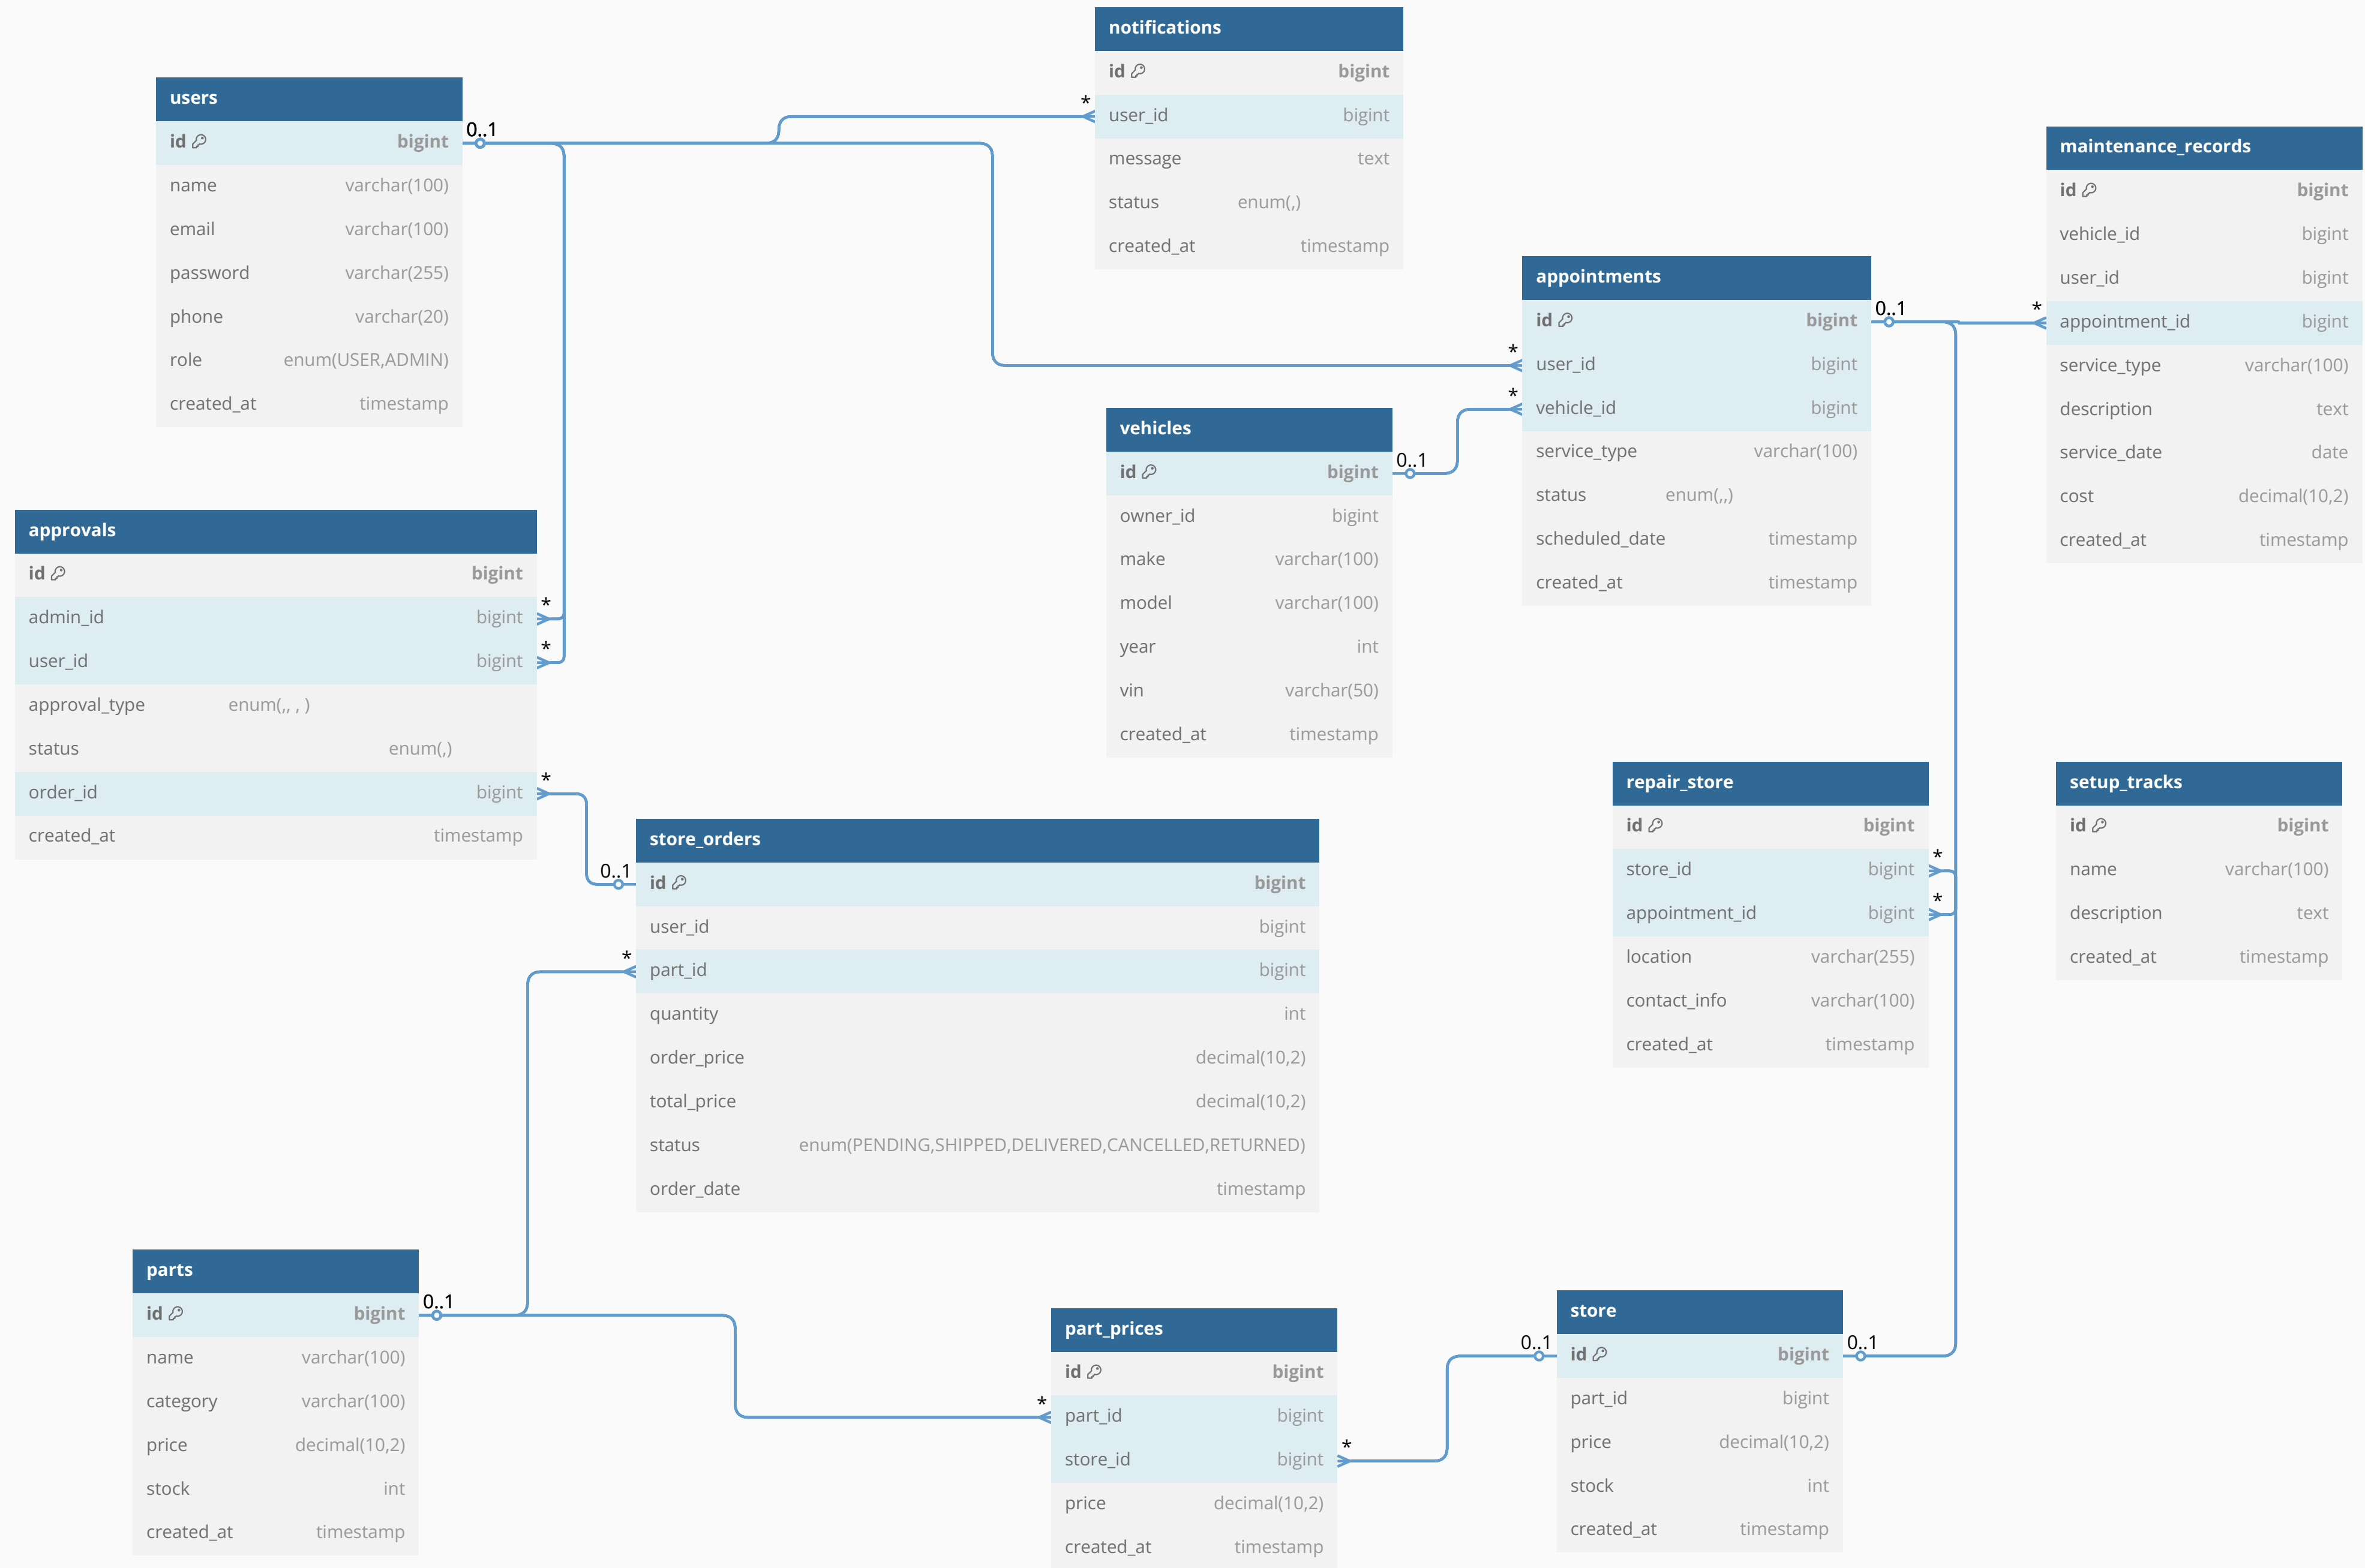 notifications
id bigint
* user_id bigint
message text
status enum(,)
created_at timestamp
users
id bigint 0..1
name varchar(100)
email varchar(100)
password varchar(255)
phone varchar(20)
role enum(USER,ADMIN)
created_at timestamp
maintenance_records
id bigint
vehicle_id bigint
user_id bigint
* appointment_id bigint
service_type varchar(100)
description text
service_date date
cost decimal(10,2)
created_at timestamp
appointments
id bigint 0..1
* user_id bigint
* vehicle_id bigint
service_type varchar(100)
status enum(,,)
scheduled_date timestamp
created_at timestamp
vehicles
id bigint 0..1
owner_id bigint
make varchar(100)
model varchar(100)
year int
vin varchar(50)
created_at timestamp
approvals
id bigint
admin_id bigint *
user_id bigint *
approval_type enum(,, , )
status enum(,)
order_id bigint *
created_at timestamp
repair_store
id bigint
store_id bigint *
appointment_id bigint *
location varchar(255)
contact_info varchar(100)
created_at timestamp
setup_tracks
id bigint
name varchar(100)
description text
created_at timestamp
store_orders
0..1 id bigint
user_id bigint
* part_id bigint
quantity int
order_price decimal(10,2)
total_price decimal(10,2)
status enum(PENDING,SHIPPED,DELIVERED,CANCELLED,RETURNED)
order_date timestamp
parts
id bigint 0..1
name varchar(100)
category varchar(100)
price decimal(10,2)
stock int
created_at timestamp
part_prices
id bigint
* part_id bigint
store_id bigint *
price decimal(10,2)
created_at timestamp
store
0..1 id bigint 0..1
part_id bigint
price decimal(10,2)
stock int
created_at timestamp